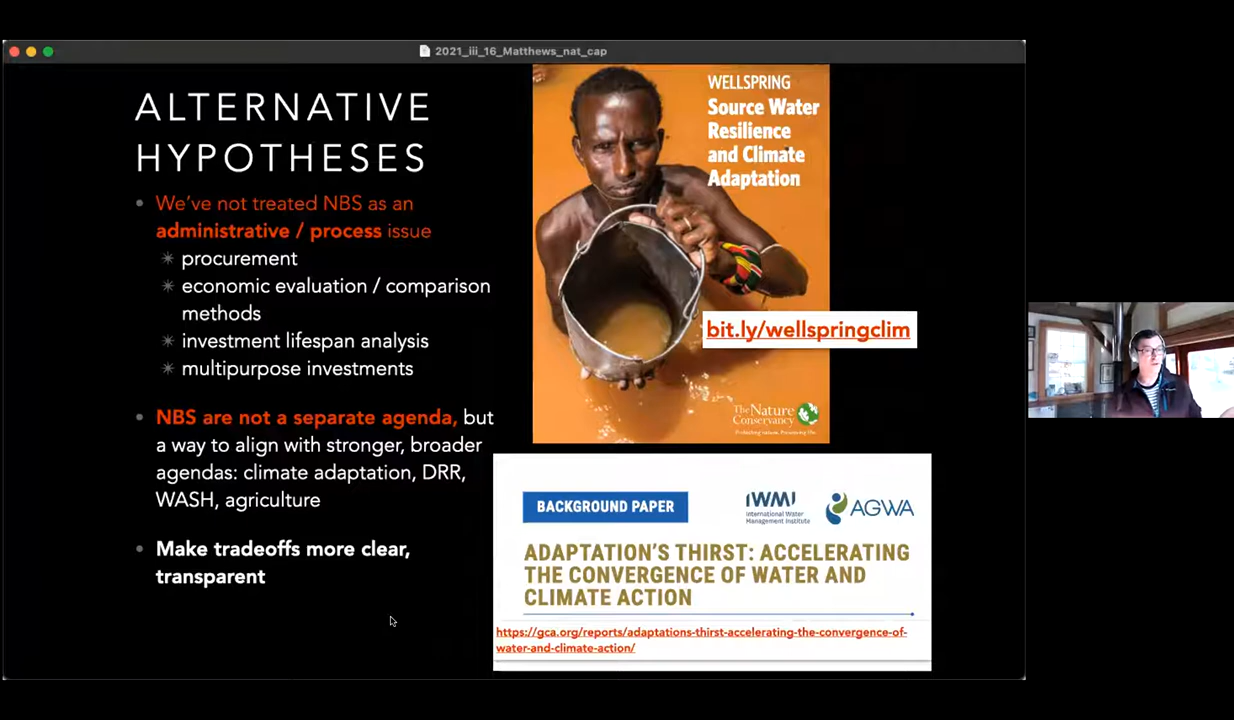 2021_iii_16_Matthews_nat_cap
ALTERNATIVE
HYPOTHESES
• We've not treated NBS as an
administrative / process issue
✴ procurement
✴ economic evaluation / comparison
methods
✴ investment lifespan analysis
✴ multipurpose investments
• NBS are not a separate agenda, but
a way to align with stronger, broader
agendas: climate adaptation, DRR,
WASH, agriculture
• Make tradeoffs more clear,
transparent
WELLSPRING
Source Water
Resilience
and Climate
Adaptation
bit.ly/wellspringclim
The Nature
Conservancy
Protecting nature. Preserving life.
BACKGROUND PAPER
IWMI
International Water
Management Institute
AGWA
ADAPTATION'S THIRST: ACCELERATING
THE CONVERGENCE OF WATER AND
CLIMATE ACTION
https://gca.org/reports/adaptations-thirst-accelerating-the-convergence-of-
water-and-climate-action/